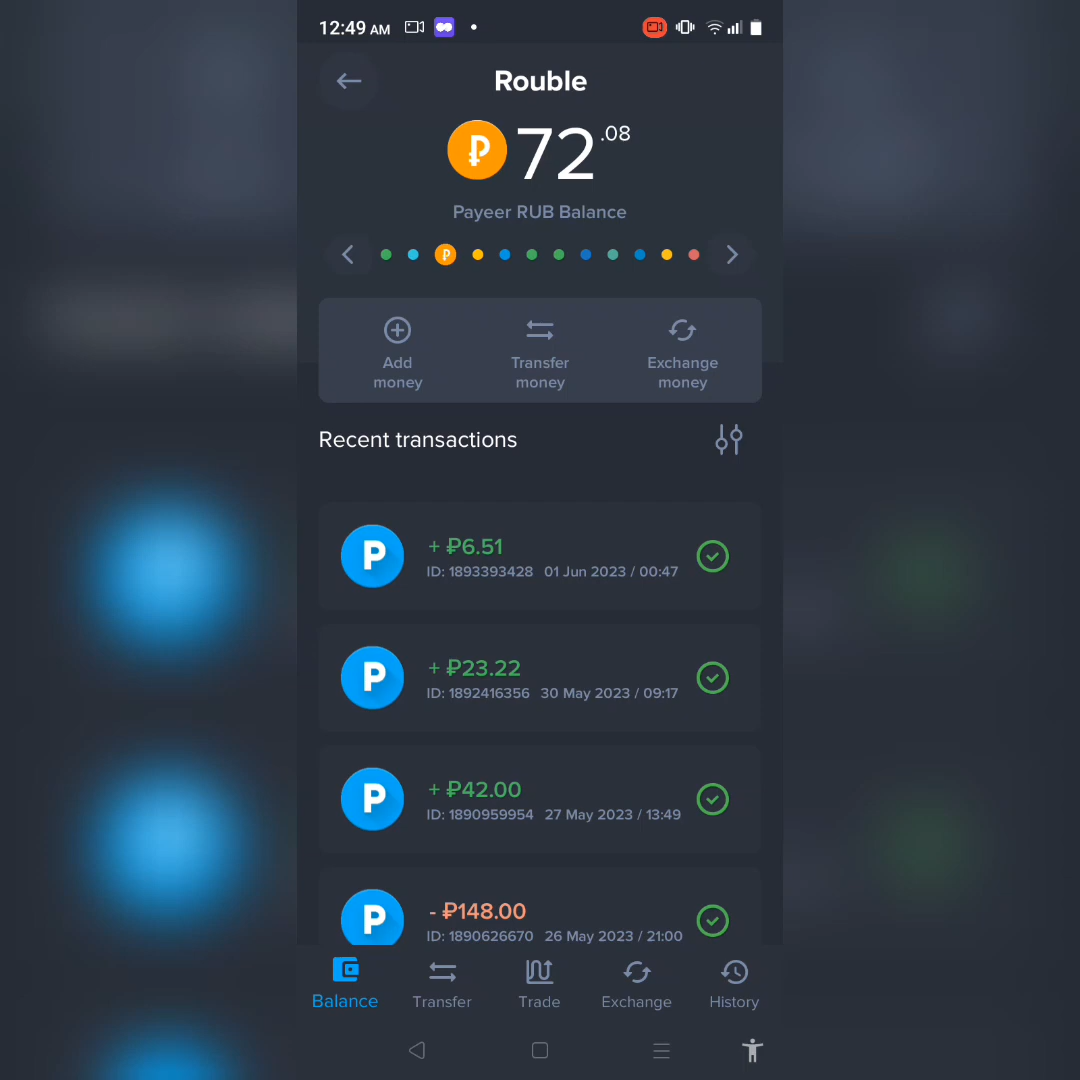 12:49 AM
Rouble
₽ 72.08
Payeer RUB Balance
₽
Add money
Transfer money
Exchange money
Recent transactions
P
+ ₽6.51
ID: 1893393428 01 Jun 2023 / 00:47
P
+ ₽23.22
ID: 1892416356 30 May 2023 / 09:17
P
+ ₽42.00
ID: 1890959954 27 May 2023 / 13:49
P
- ₽148.00
ID: 1890626670 26 May 2023 / 21:00
Balance Transfer Trade Exchange History